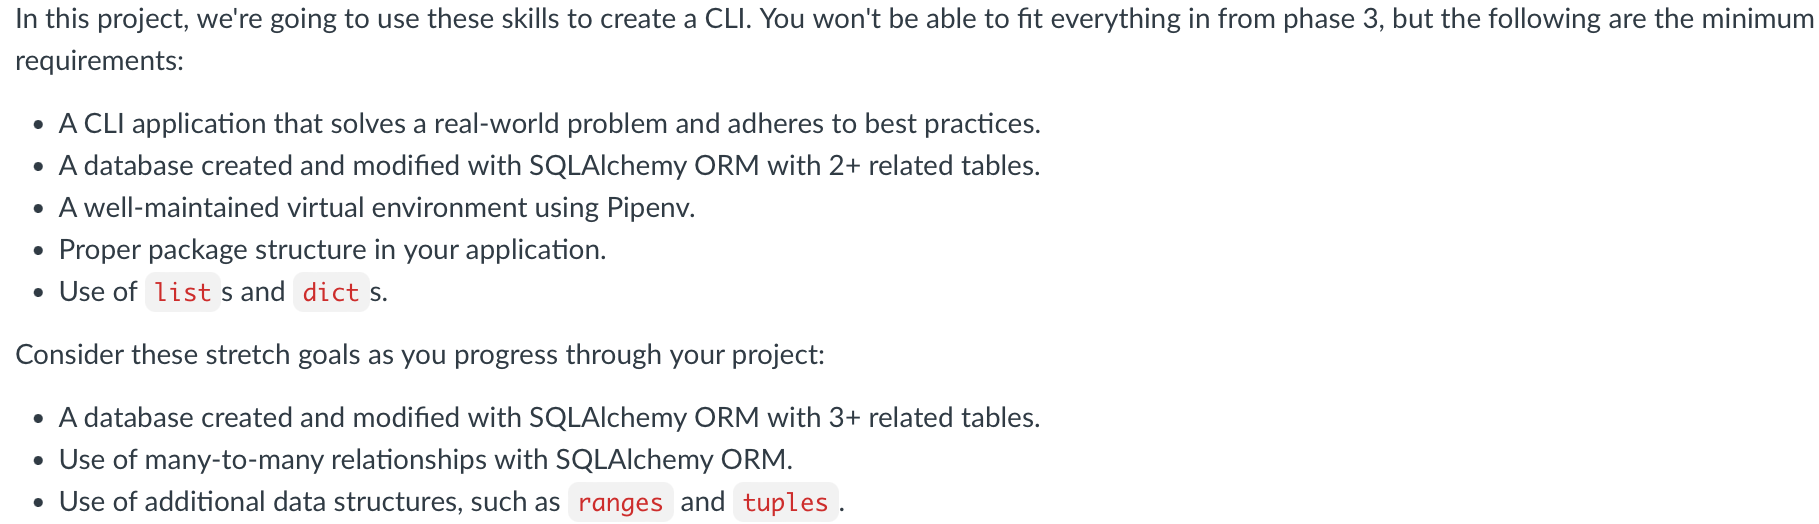 In this project, we're going to use these skills to create a CLI. You won't be able to fit everything in from phase 3, but the following are the minimum
requirements:
• A CLI application that solves a real-world problem and adheres to best practices.
• A database created and modified with SQLAlchemy ORM with 2+ related tables.
• A well-maintained virtual environment using Pipenv.
• Proper package structure in your application.
• Use of list s and dict s.
Consider these stretch goals as you progress through your project:
• A database created and modified with SQLAlchemy ORM with 3+ related tables.
• Use of many-to-many relationships with SQLAlchemy ORM.
• Use of additional data structures, such as ranges and tuples .